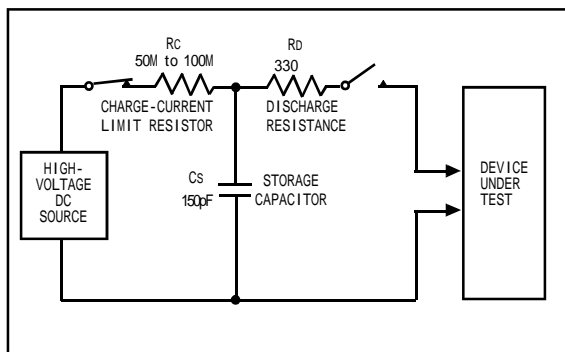 RC
50M to 100M
CHARGE-CURRENT
LIMIT RESISTOR
RD
330
DISCHARGE
RESISTANCE
HIGH-
VOLTAGE
DC
SOURCE
CS
150pF
STORAGE
CAPACITOR
DEVICE
UNDER
TEST